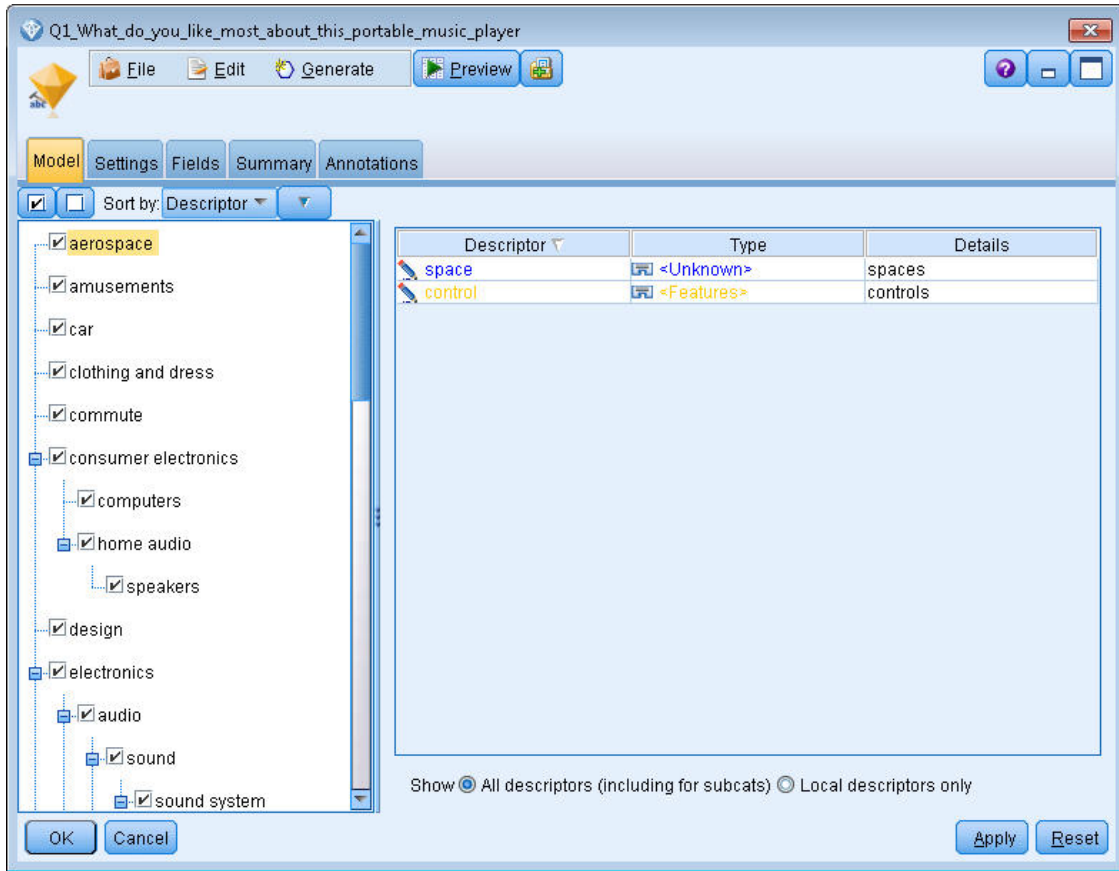 Q1_What_do_you_like_most_about_this_portable_music_player
File Edit Generate Preview
abc
Model Settings Fields Summary Annotations
Sort by: Descriptor
aerospace
amusements
car
clothing and dress
commute
consumer electronics
computers
home audio
speakers
design
electronics
audio
sound
sound system
Descriptor Type Details
space <Unknown> spaces
control <Features> controls
Show All descriptors (including for subcats) Local descriptors only
OK Cancel Apply Reset